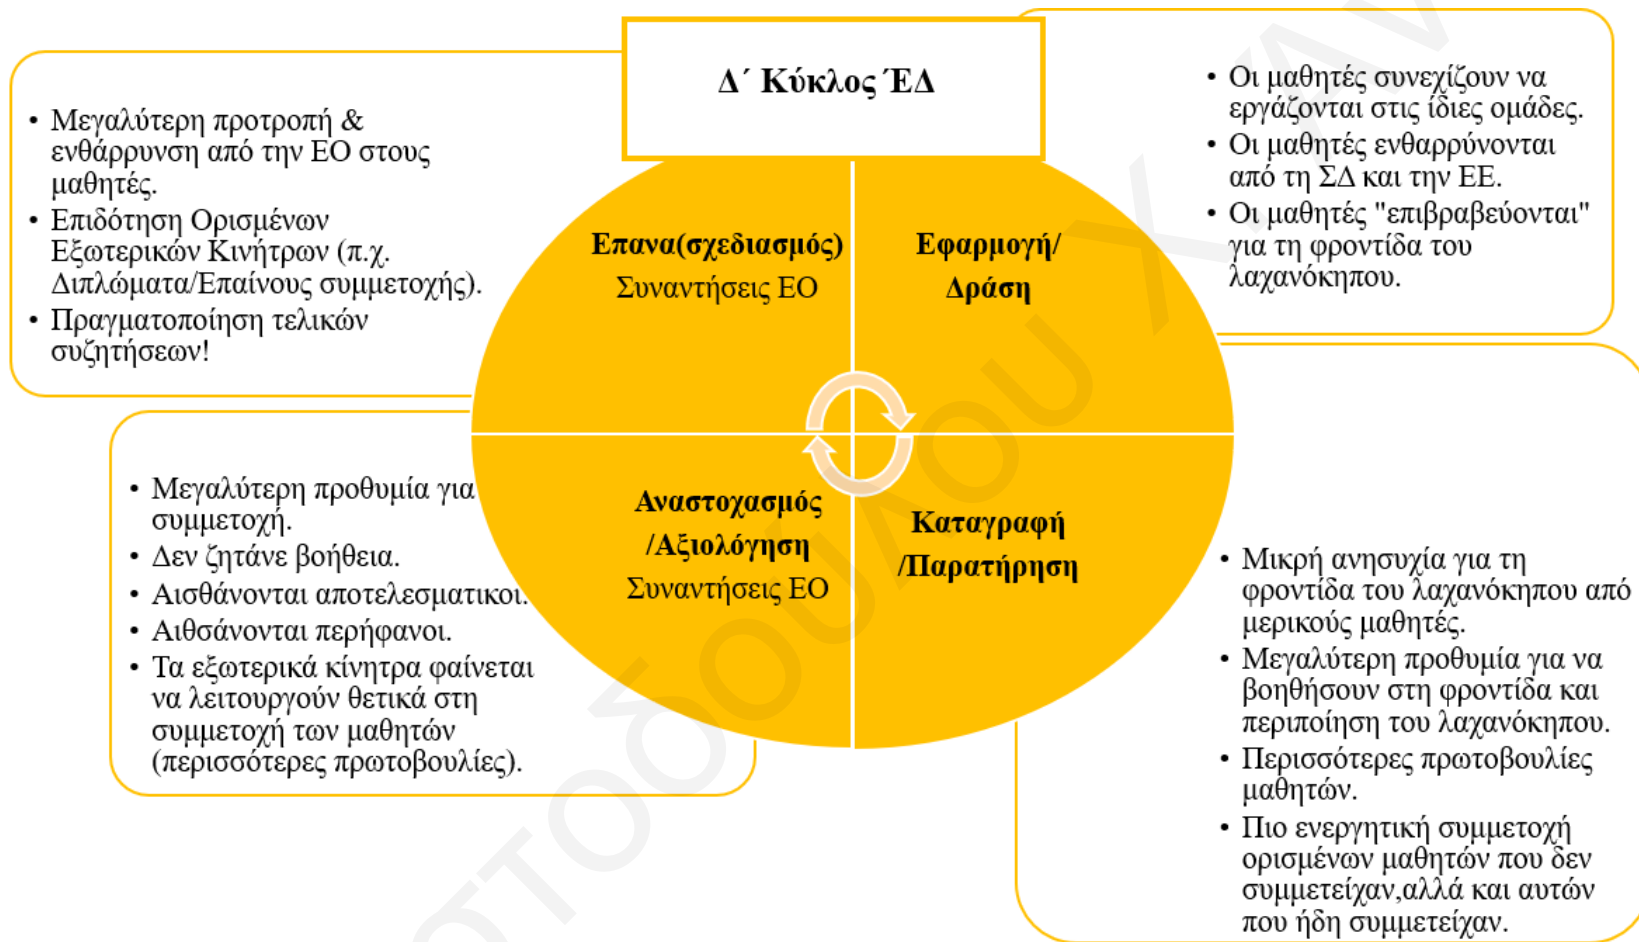 Δ΄ Κύκλος ΈΔ
• Μεγαλύτερη προτροπή &
ενθάρρυνση από την ΕΟ στους
μαθητές.
• Επιδότηση Ορισμένων
Εξωτερικών Κινήτρων (π.χ.
Διπλώματα/Επαίνους συμμετοχής).
• Πραγματοποίηση τελικών
συζητήσεων!
Επανα(σχεδιασμός)
Συναντήσεις ΕΟ
Εφαρμογή/
Δράση
• Οι μαθητές συνεχίζουν να
εργάζονται στις ίδιες ομάδες.
• Οι μαθητές ενθαρρύνονται
από τη ΣΔ και την ΕΕ.
• Οι μαθητές "επιβραβεύονται"
για τη φροντίδα του
λαχανόκηπου.
• Μεγαλύτερη προθυμία για
συμμετοχή.
• Δεν ζητάνε βοήθεια.
• Αισθάνονται αποτελεσματικοι.
• Αιθσάνονται περήφανοι.
• Τα εξωτερικά κίνητρα φαίνεται
να λειτουργούν θετικά στη
συμμετοχή των μαθητών
(περισσότερες πρωτοβουλίες).
Αναστοχασμός
/Αξιολόγηση
Συναντήσεις ΕΟ
Καταγραφή
/Παρατήρηση
• Μικρή ανησυχία για τη
φροντίδα του λαχανόκηπου από
μερικούς μαθητές.
• Μεγαλύτερη προθυμία για να
βοηθήσουν στη φροντίδα και
περιποίηση του λαχανόκηπου.
• Περισσότερες πρωτοβουλίες
μαθητών.
• Πιο ενεργητική συμμετοχή
ορισμένων μαθητών που δεν
συμμετείχαν,αλλά και αυτών
που ήδη συμμετείχαν.